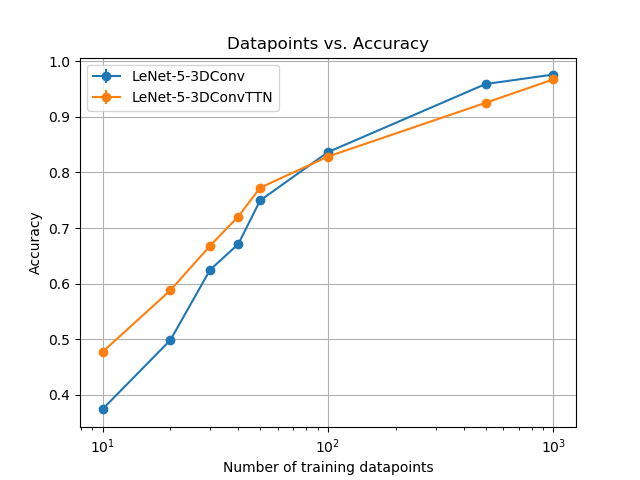 Datapoints vs. Accuracy
LeNet-5-3DConv
LeNet-5-3DConvTTN
1.0
0.9
0.8
0.7
0.6
0.5
0.4
Accuracy
10¹
10²
10³
Number of training datapoints